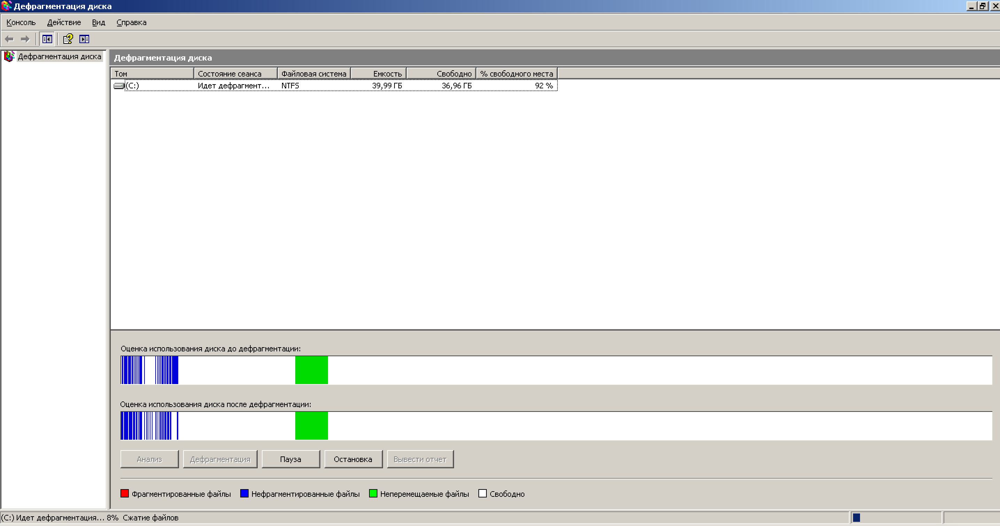 Дефрагментация диска
Консоль Действие Вид Справка
Дефрагментация диска
Дефрагментация диска
Том Состояние сеанса Файловая система Емкость Свободно % свободного места
(C:) Идет дефрагмент... NTFS 39,99 ГБ 36,96 ГБ 92 %
Оценка использования диска до дефрагментации:
Оценка использования диска после дефрагментации:
Анализ Дефрагментация Пауза Остановка Вывести отчет
Фрагментированные файлы Нефрагментированные файлы Неперемещаемые файлы Свободно
(C:) Идет дефрагментация... 8% Сжатие файлов